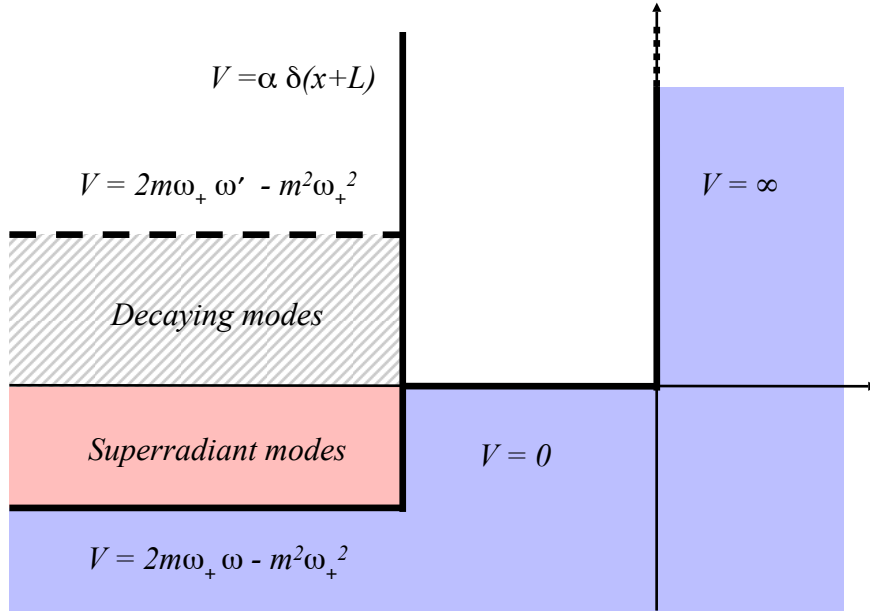 V = α δ(x+L)
V = 2mω₊ ω′ - m²ω₊²
V = ∞
Decaying modes
Superradiant modes
V = 0
V = 2mω₊ ω - m²ω₊²